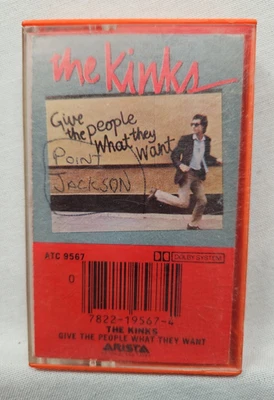 the kinks
Give
the people
what they
want
POINT
JACKSON
ATC 9567
DOLBY SYSTEM
0
7822-19567-4
THE KINKS
GIVE THE PEOPLE WHAT THEY WANT
ARISTA